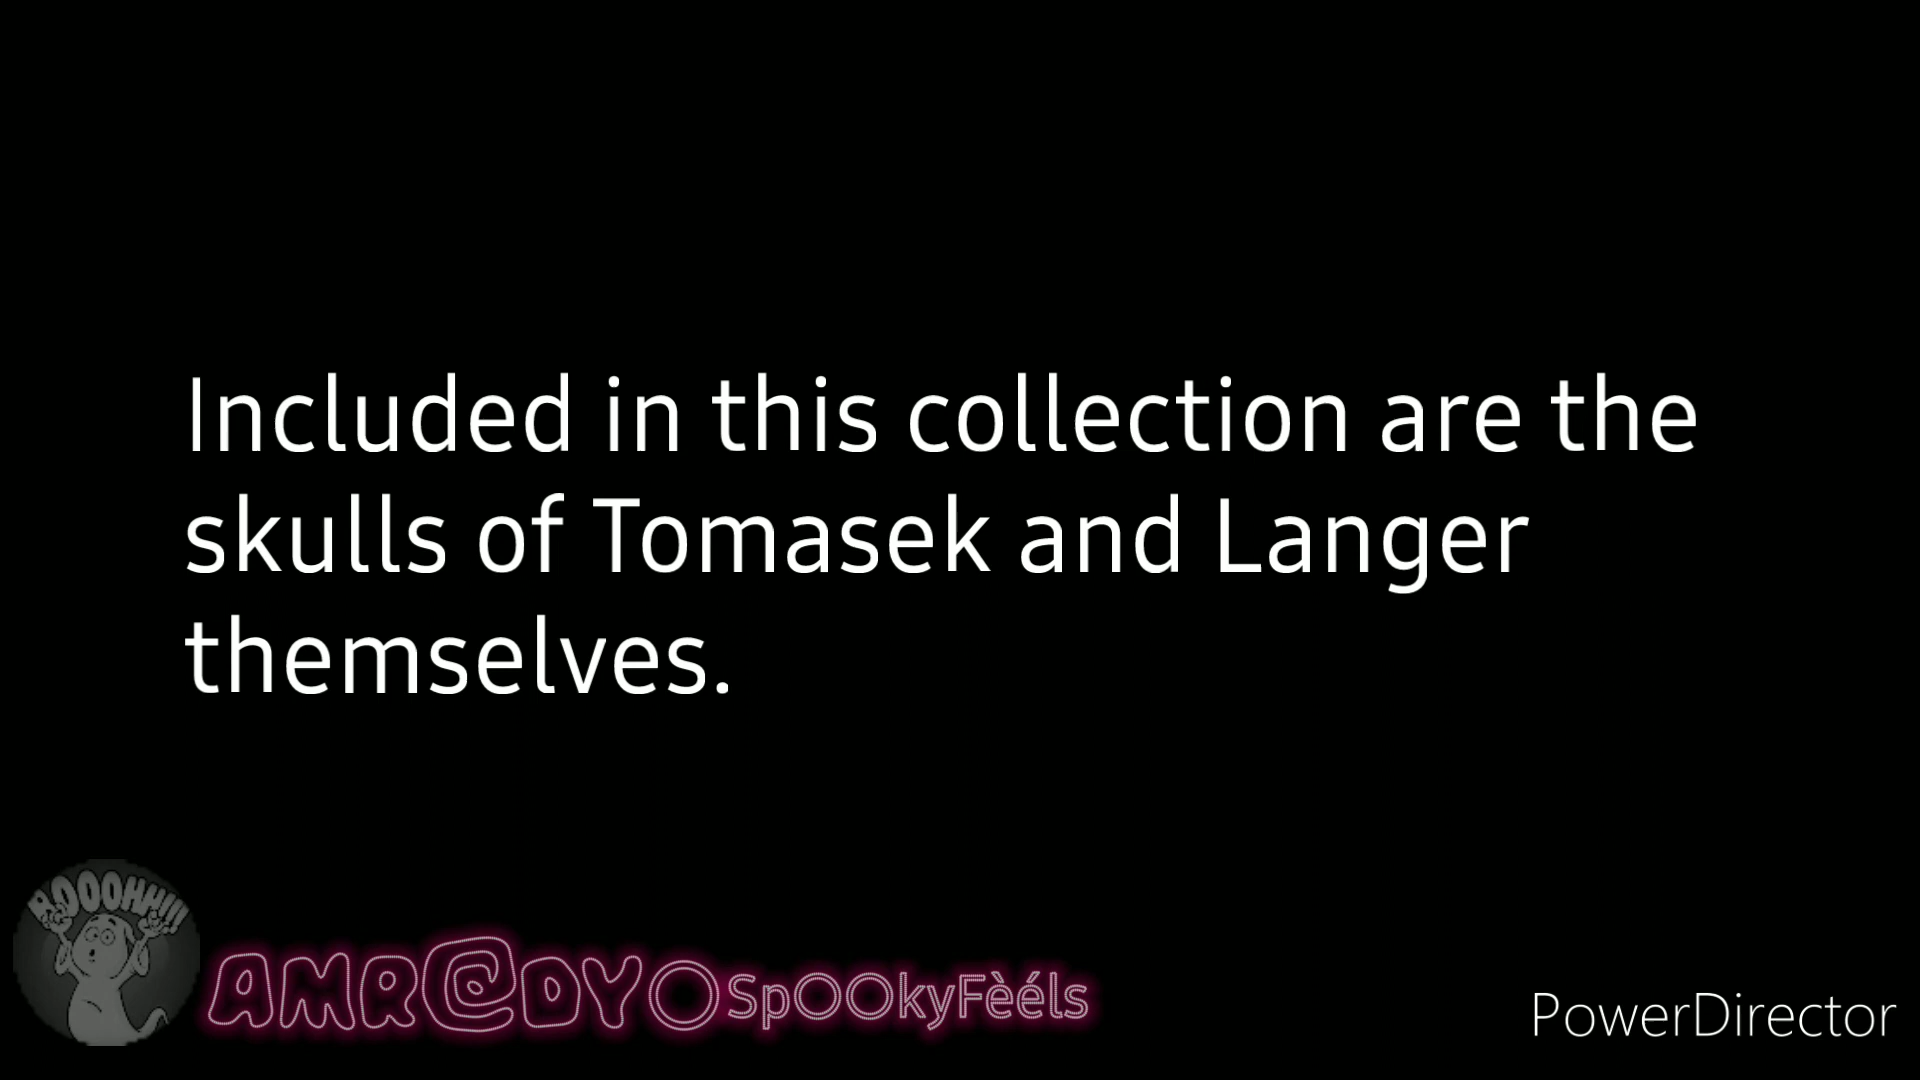 Included in this collection are the
skulls of Tomasek and Langer
themselves.
BOOOHH!!!
AMR@DYOSpOOkyFèéls
PowerDirector